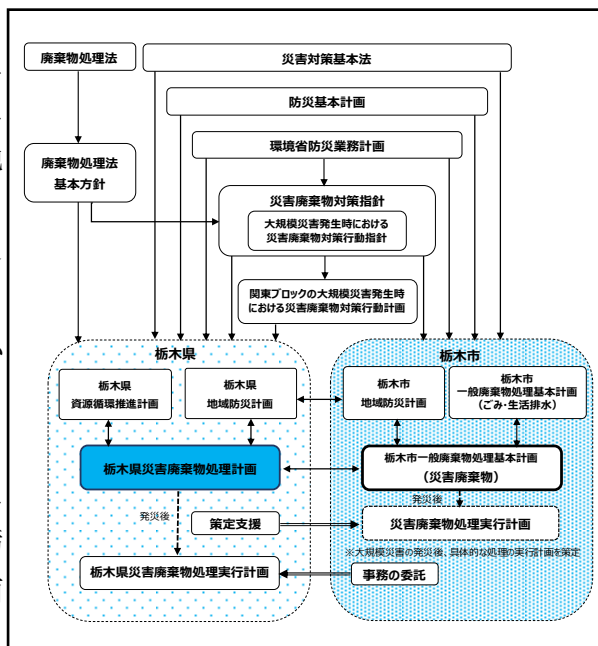 廃棄物処理法
災害対策基本法
防災基本計画
環境省防災業務計画
廃棄物処理法
基本方針
災害廃棄物対策指針
大規模災害発生時における
災害廃棄物対策行動指針
関東ブロックの大規模災害発生時
における災害廃棄物対策行動計画
栃木県
栃木県
資源循環推進計画
栃木県
地域防災計画
栃木県災害廃棄物処理計画
発災後
策定支援
栃木県災害廃棄物処理実行計画
栃木市
栃木市
地域防災計画
栃木市
一般廃棄物処理基本計画
（ごみ・生活排水）
栃木市一般廃棄物処理基本計画
（災害廃棄物）
発災後
災害廃棄物処理実行計画
※大規模災害の発災後、具体的な処理の実行計画を策定
事務の委託